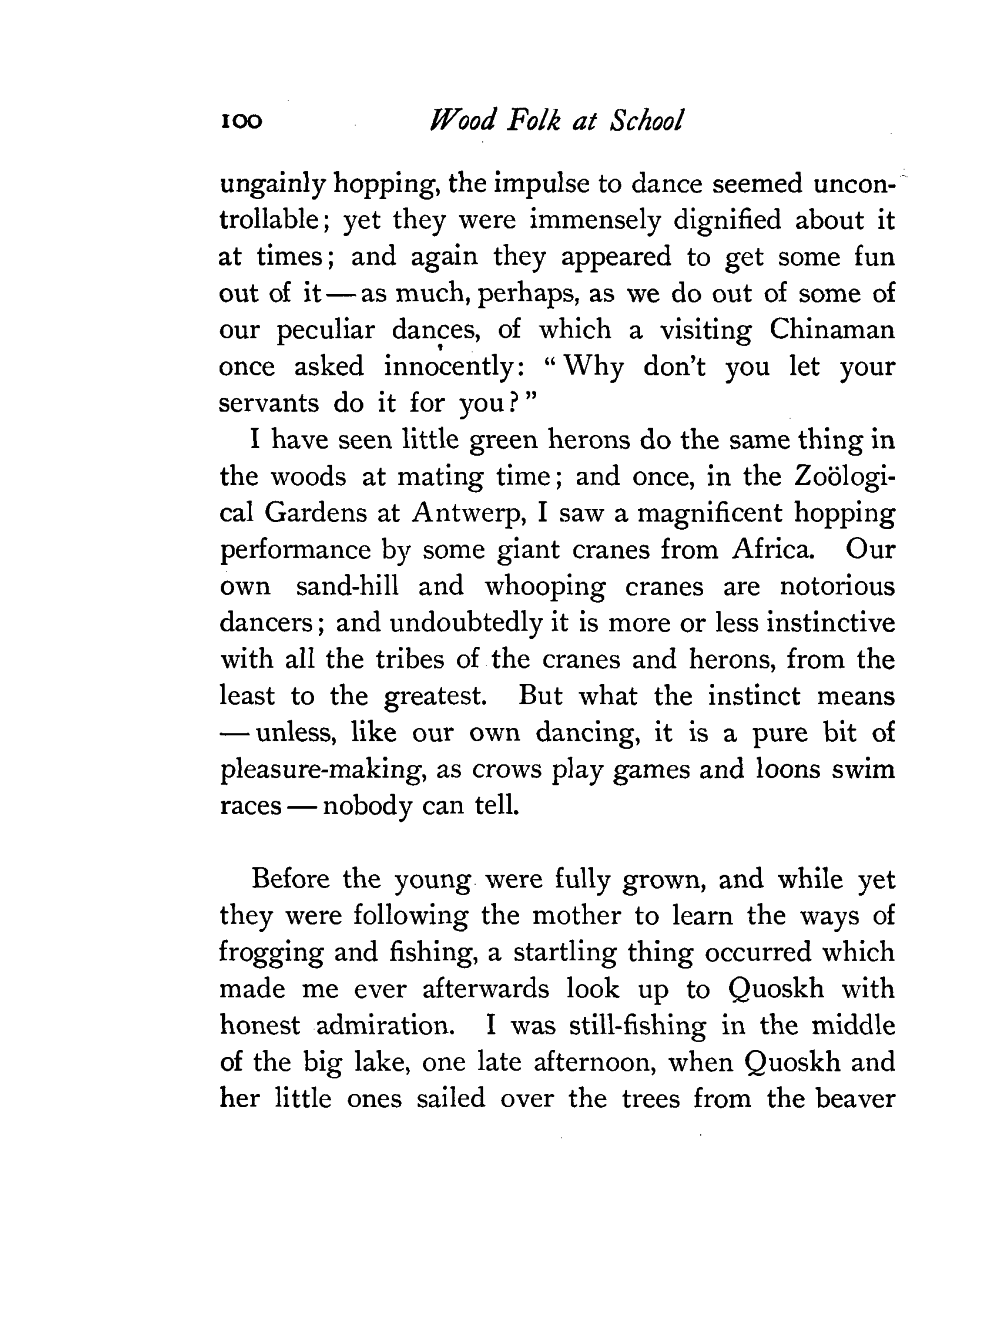 100 Wood Folk at School
ungainly hopping, the impulse to dance seemed uncon-
trollable; yet they were immensely dignified about it
at times; and again they appeared to get some fun
out of it — as much, perhaps, as we do out of some of
our peculiar dances, of which a visiting Chinaman
once asked innocently: “Why don't you let your
servants do it for you?”
I have seen little green herons do the same thing in
the woods at mating time; and once, in the Zoölogi-
cal Gardens at Antwerp, I saw a magnificent hopping
performance by some giant cranes from Africa. Our
own sand-hill and whooping cranes are notorious
dancers; and undoubtedly it is more or less instinctive
with all the tribes of the cranes and herons, from the
least to the greatest. But what the instinct means
— unless, like our own dancing, it is a pure bit of
pleasure-making, as crows play games and loons swim
races — nobody can tell.
Before the young were fully grown, and while yet
they were following the mother to learn the ways of
frogging and fishing, a startling thing occurred which
made me ever afterwards look up to Quoskh with
honest admiration. I was still-fishing in the middle
of the big lake, one late afternoon, when Quoskh and
her little ones sailed over the trees from the beaver